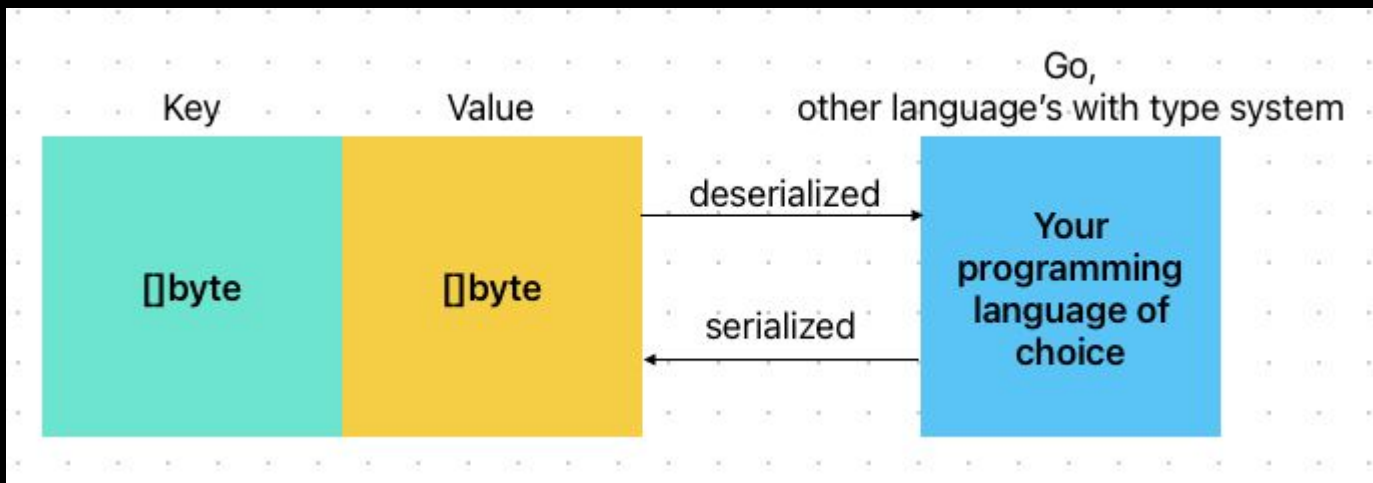 Key
Value
Go,
other language's with type system
[]byte
[]byte
deserialized
serialized
Your
programming
language of
choice